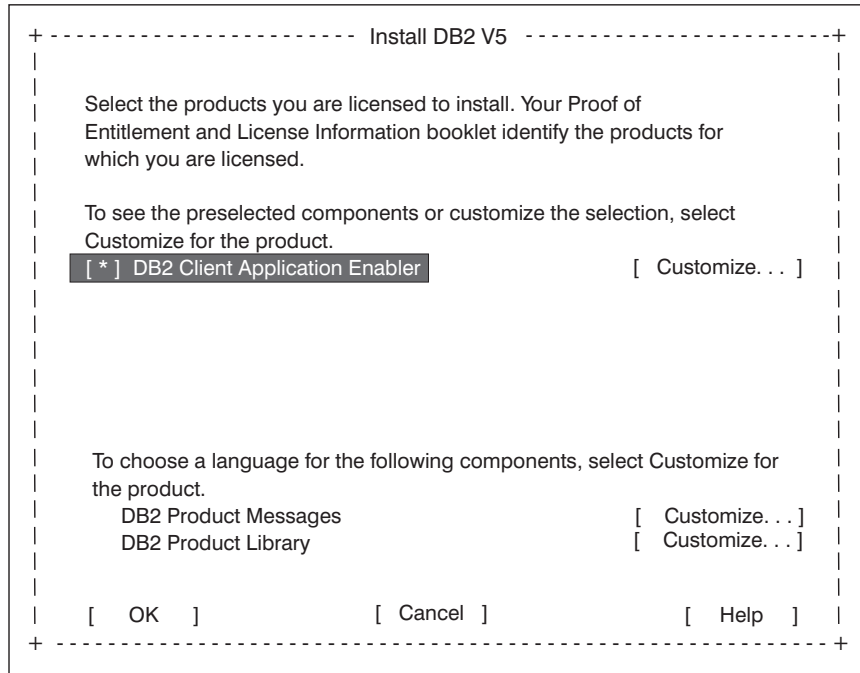 Install DB2 V5
Select the products you are licensed to install. Your Proof of
Entitlement and License Information booklet identify the products for
which you are licensed.
To see the preselected components or customize the selection, select
Customize for the product.
[ * ] DB2 Client Application Enabler [ Customize. . . ]
To choose a language for the following components, select Customize for
the product.
DB2 Product Messages [ Customize. . . ]
DB2 Product Library [ Customize. . . ]
[ OK ] [ Cancel ] [ Help ]